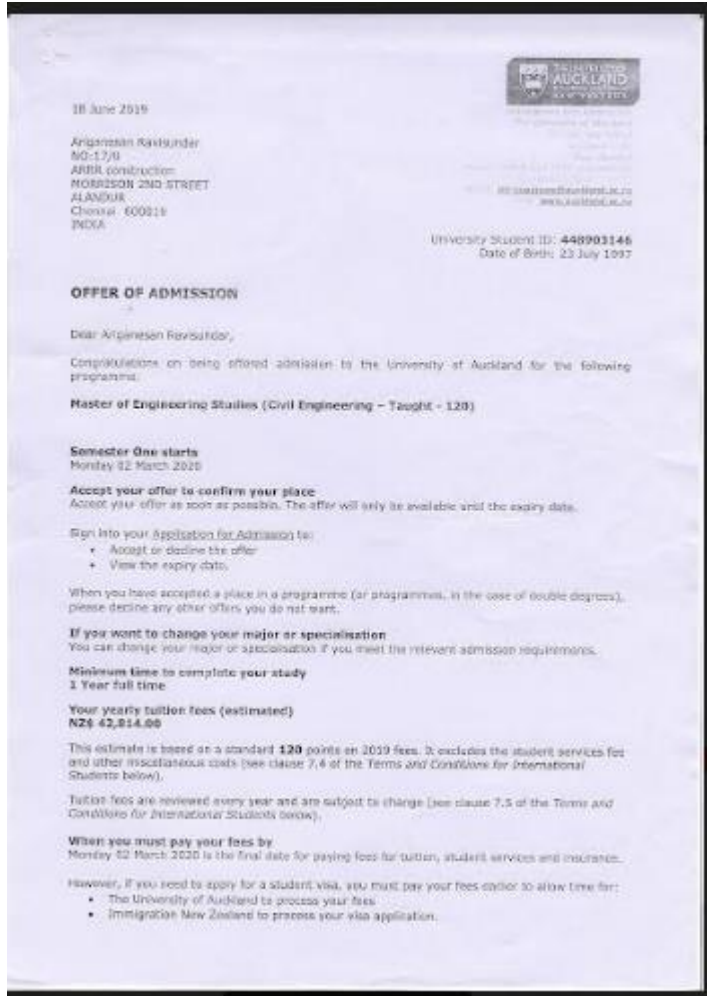 AUCKLAND
18 June 2019
Ravisundar
NO:17/
ARRR construction
MORRISON 2ND STREET
ALANDUR
Chennai 600016
INDIA
University Student ID: 448903146
Date of Birth: 23 July 1997
OFFER OF ADMISSION
Dear Ravisundar,
Congratulations on being offered admission to the University of Auckland for the following
programme.
Master of Engineering Studies (Civil Engineering – Taught - 120)
Semester One starts
Monday 02 March 2020
Accept your offer to confirm your place
Accept your offer as soon as possible. The offer will only be available until the expiry date.
Sign into your Application for Admission to:
• Accept or decline the offer
• View the expiry date.
When you have accepted a place in a programme (or programmes, in the case of double degrees),
please decline any other offers you do not want.
If you want to change your major or specialisation
You can change your major or specialisation if you meet the relevant admission requirements.
Minimum time to complete your study
1 Year full time
Your yearly tuition fees (estimated)
NZ$ 42,814.00
This estimate is based on a standard 120 points on 2019 fees. It excludes the student services fee
and other miscellaneous costs (see clause 7.4 of the Terms and Conditions for International
Students below).
Tuition fees are reviewed every year and are subject to change (see clause 7.5 of the Terms and
Conditions for International Students below).
When you must pay your fees by
Monday 02 March 2020 is the final date for paying fees for tuition, student services and insurance.
However, if you need to apply for a student visa, you must pay your fees earlier to allow time for:
• The University of Auckland to process your fees
• Immigration New Zealand to process your visa application.